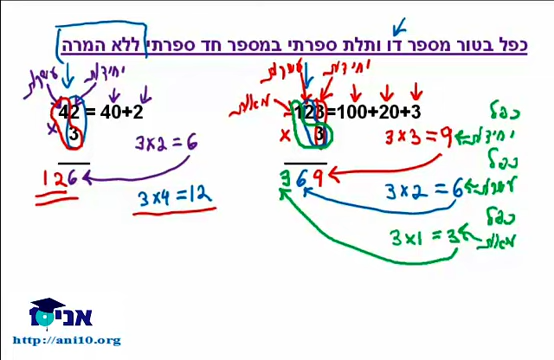 כפל בטור מספר דו ותלת ספרתי במספר חד ספרתי ללא המרה
עשרות יחידות
42 = 40+2
x 3
3x2=6
126
3x4=12
מאות עשרות יחידות
123=100+20+3
x 3
כפל יחידות 3x3=9
369
כפל עשרות 3x2=6
כפל מאות 3x1=3
אני10
http://ani10.org